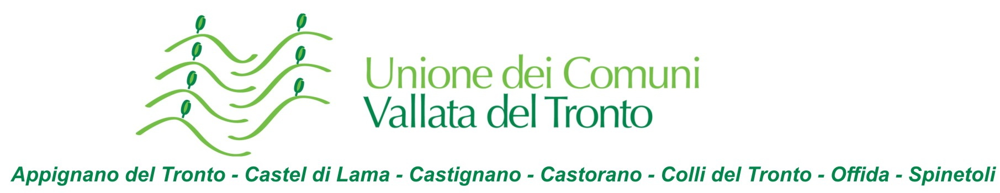 Unione dei Comuni
Vallata del Tronto
Appignano del Tronto - Castel di Lama - Castignano - Castorano - Colli del Tronto - Offida - Spinetoli